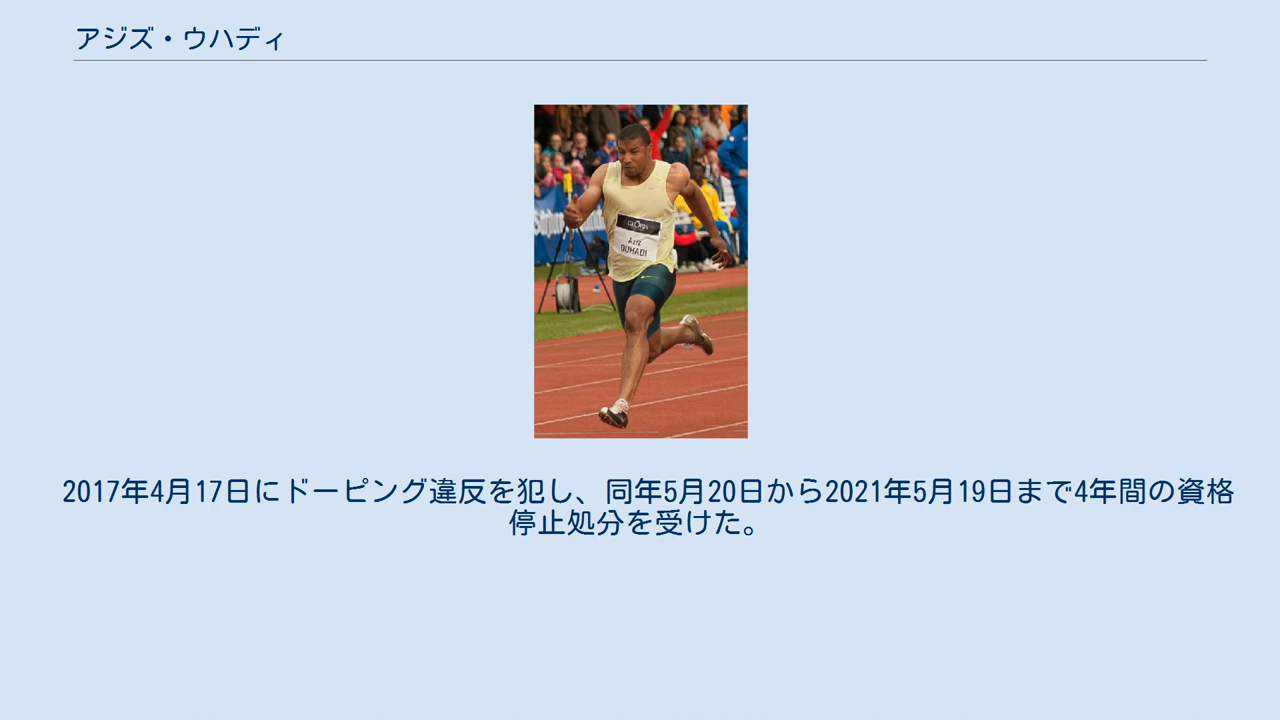 アジズ・ウハディ
GLORIA
Aziz
OUHADI
2017年4月17日にドーピング違反を犯し、同年5月20日から2021年5月19日まで4年間の資格
停止処分を受けた。